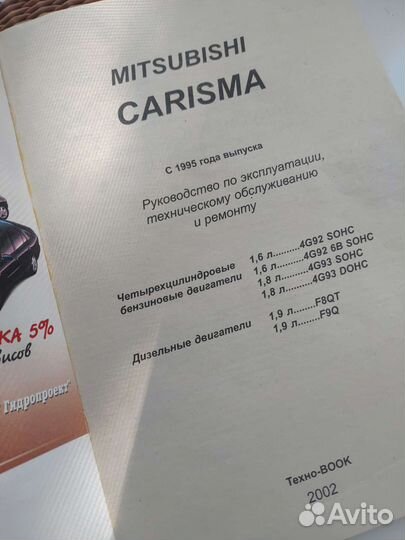 MITSUBISHI
CARISMA
С 1995 года выпуска
Руководство по эксплуатации,
техническому обслуживанию
и ремонту
Четырехцилиндровые
бензиновые двигатели
1,6 л.........4G92 SOHC
1,6 л.........4G92 6B SOHC
1,8 л.........4G93 SOHC
1,8 л.........4G93 DOHC
Дизельные двигатели
1,9 л.......F8QT
1,9 л.......F9Q
Техно-BOOK
2002
КА 5%
висов
Гидропроект"
Avito